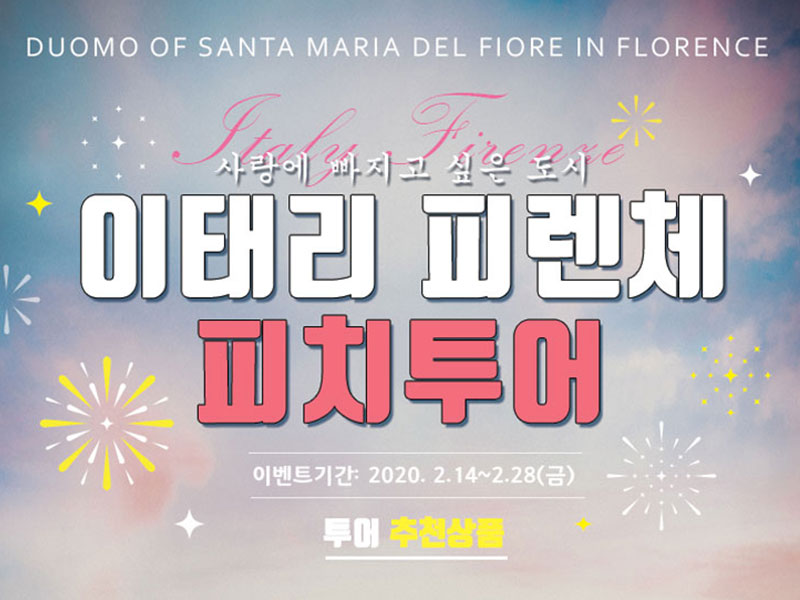 DUOMO OF SANTA MARIA DEL FIORE IN FLORENCE
Italy Firenze
사랑에 빠지고 싶은 도시
이태리 피렌체
피치투어
이벤트기간: 2020. 2.14~2.28(금)
투어 추천상품